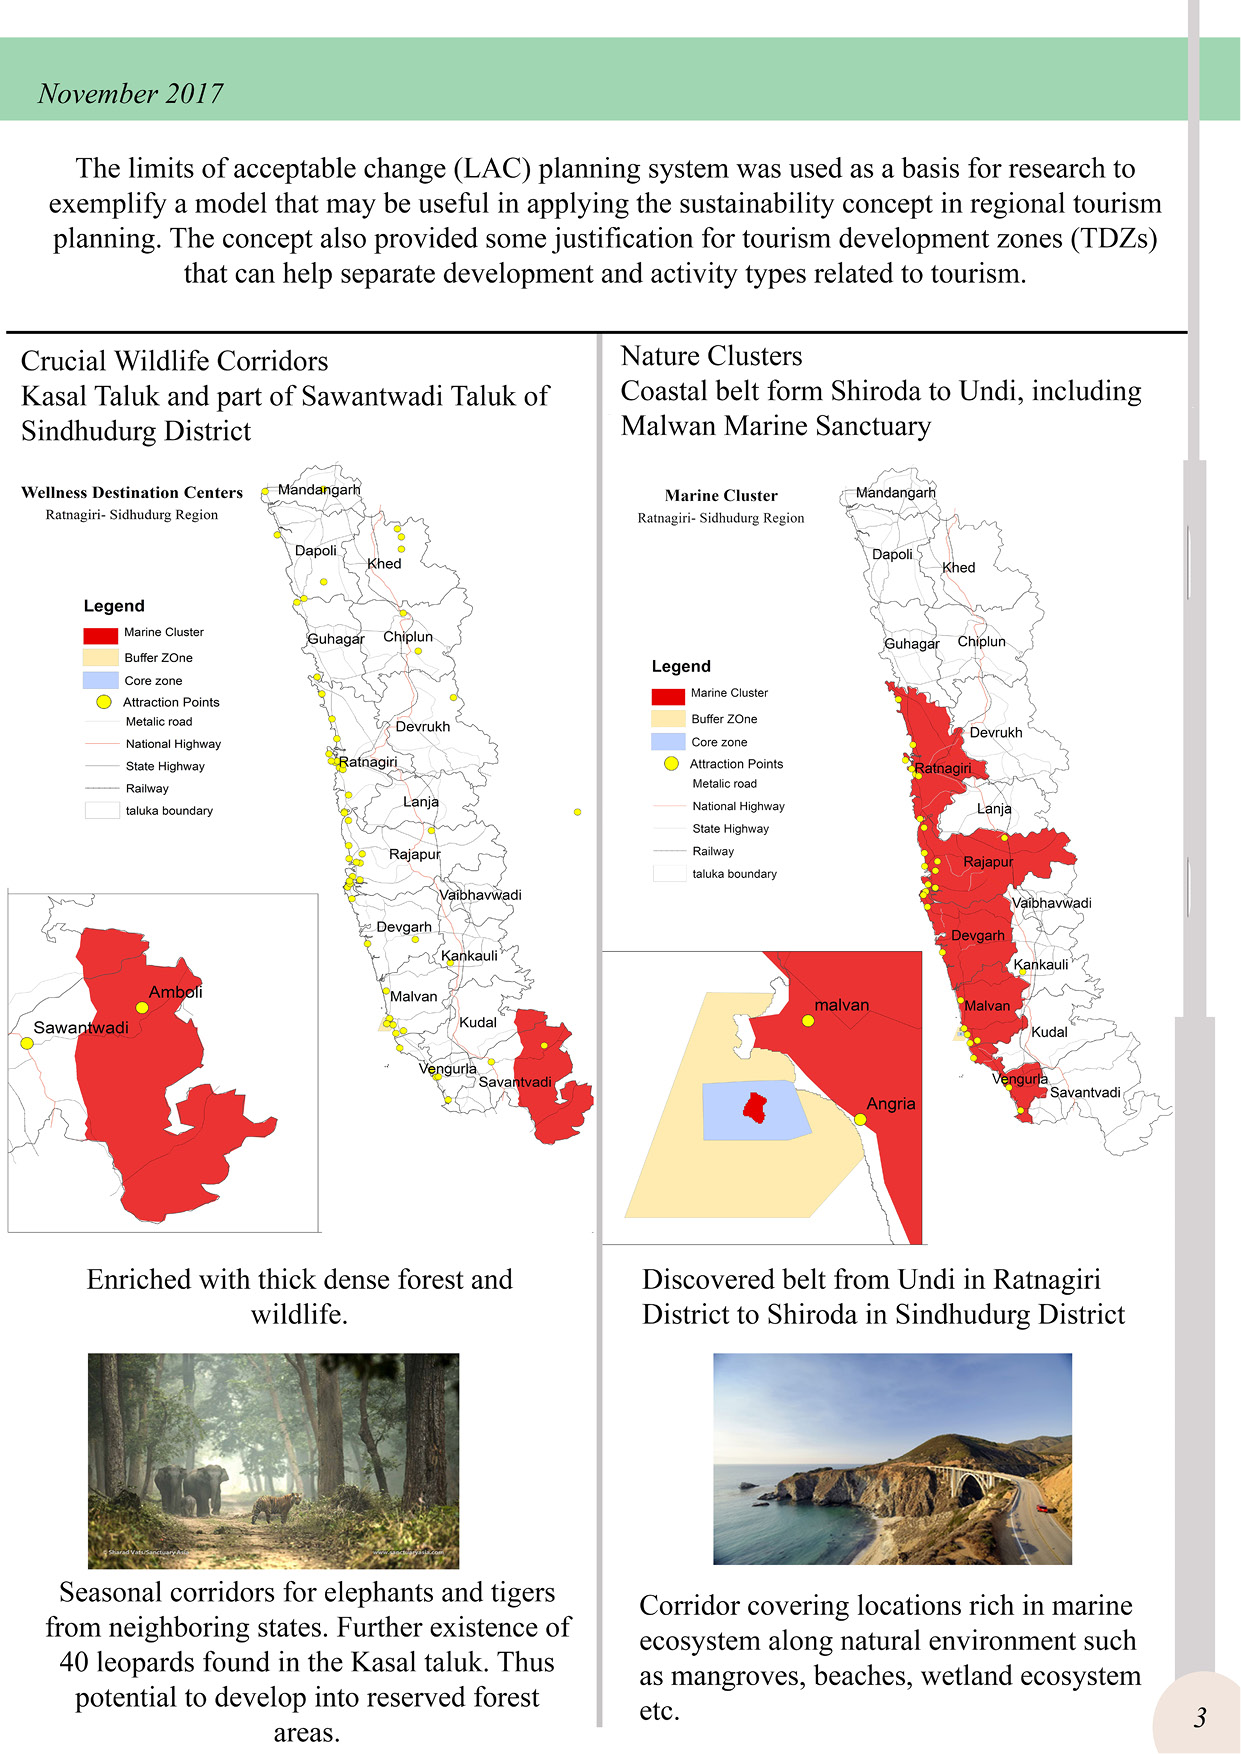 November 2017
The limits of acceptable change (LAC) planning system was used as a basis for research to
exemplify a model that may be useful in applying the sustainability concept in regional tourism
planning. The concept also provided some justification for tourism development zones (TDZs)
that can help separate development and activity types related to tourism.
Crucial Wildlife Corridors
Kasal Taluk and part of Sawantwadi Taluk of
Sindhudurg District
Wellness Destination Centers
Ratnagiri- Sidhudurg Region
Mandangarh
Dapoli
Khed
Legend
Marine Cluster
Buffer ZOne
Core zone
Attraction Points
Metalic road
National Highway
State Highway
Railway
taluka boundary
Guhagar
Chiplun
Devrukh
Ratnagiri
Lanja
Rajapur
Vaibhavwadi
Devgarh
Kankauli
Malvan
Kudal
Vengurla
Savantvadi
Amboli
Sawantwadi
Enriched with thick dense forest and
wildlife.
Sharad Vats/Sanctuary Asia
www.sanctuaryasia.com
Seasonal corridors for elephants and tigers
from neighboring states. Further existence of
40 leopards found in the Kasal taluk. Thus
potential to develop into reserved forest
areas.
Nature Clusters
Coastal belt form Shiroda to Undi, including
Malwan Marine Sanctuary
Marine Cluster
Ratnagiri- Sidhudurg Region
Mandangarh
Dapoli
Khed
Guhagar
Chiplun
Legend
Marine Cluster
Buffer ZOne
Core zone
Attraction Points
Metalic road
National Highway
State Highway
Railway
taluka boundary
Devrukh
Ratnagiri
Lanja
Rajapur
Vaibhavwadi
Devgarh
Kankauli
Malvan
Kudal
Vengurla
Savantvadi
malvan
Angria
Discovered belt from Undi in Ratnagiri
District to Shiroda in Sindhudurg District
Corridor covering locations rich in marine
ecosystem along natural environment such
as mangroves, beaches, wetland ecosystem
etc.
3